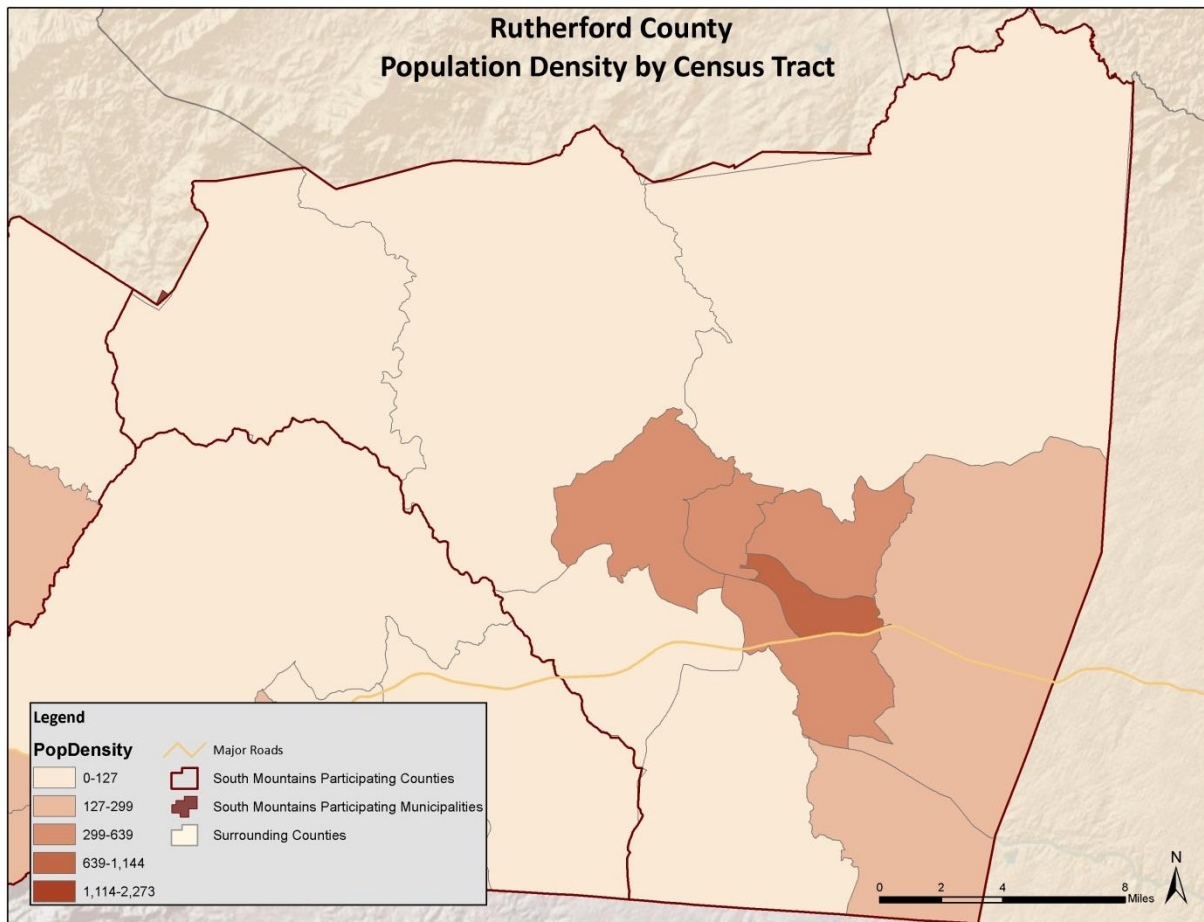 Rutherford County
Population Density by Census Tract
Legend
PopDensity
0-127
127-299
299-639
639-1,144
1,114-2,273
Major Roads
South Mountains Participating Counties
South Mountains Participating Municipalities
Surrounding Counties
N
0 2 4 8
Miles